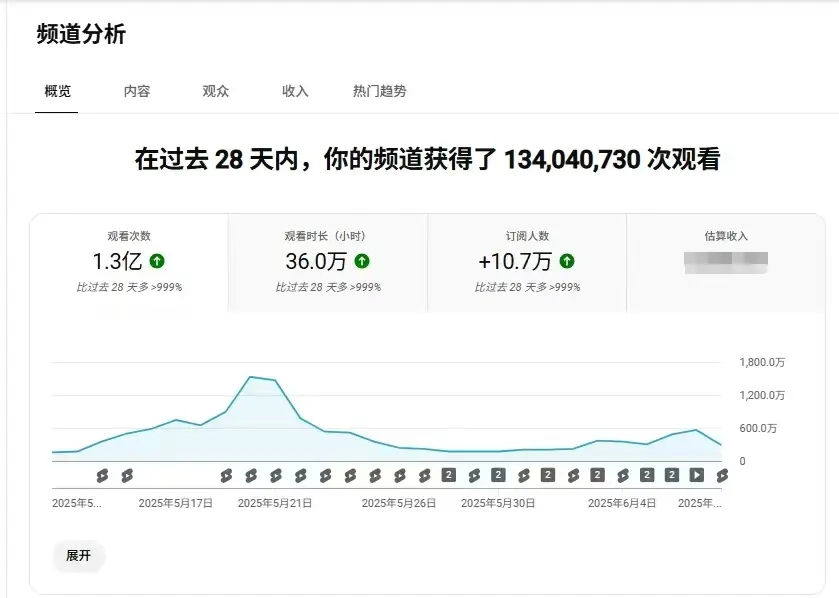 频道分析
概览 内容 观众 收入 热门趋势
在过去 28 天内，你的频道获得了 134,040,730 次观看
观看次数
1.3亿
比过去 28 天多 >999%
观看时长（小时）
36.0万
比过去 28 天多 >999%
订阅人数
+10.7万
比过去 28 天多 >999%
估算收入
1,800.0万
1,200.0万
600.0万
0
2 2 2 2 2 2
2025年5... 2025年5月17日 2025年5月21日 2025年5月26日 2025年5月30日 2025年6月4日 2025年...
展开